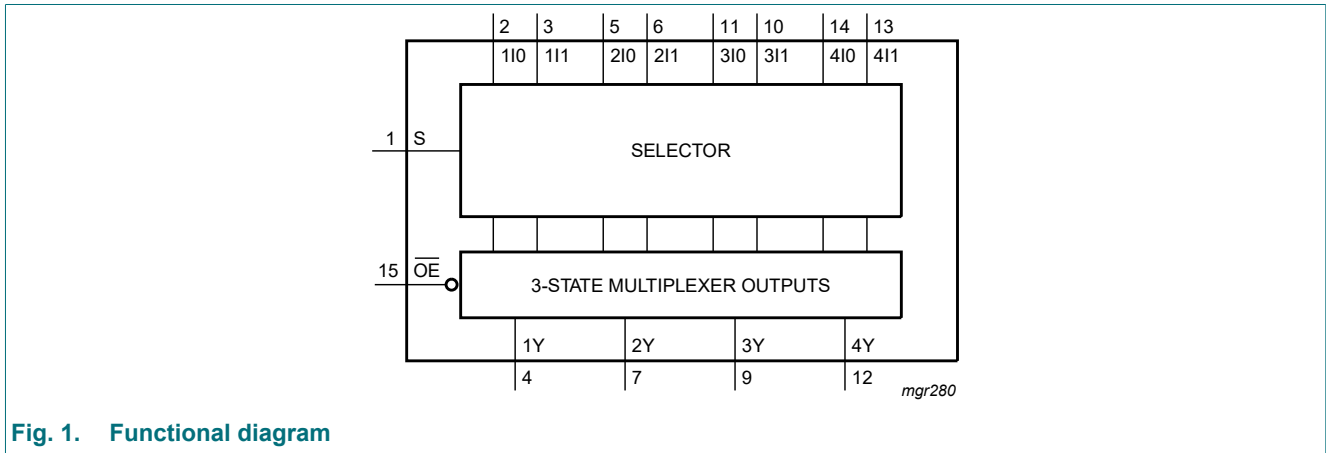 2 3 5 6 11 10 14 13
1I0 1I1 2I0 2I1 3I0 3I1 4I0 4I1
1 S
SELECTOR
15 OE
3-STATE MULTIPLEXER OUTPUTS
1Y 2Y 3Y 4Y
4 7 9 12
mgr280
Fig. 1. Functional diagram